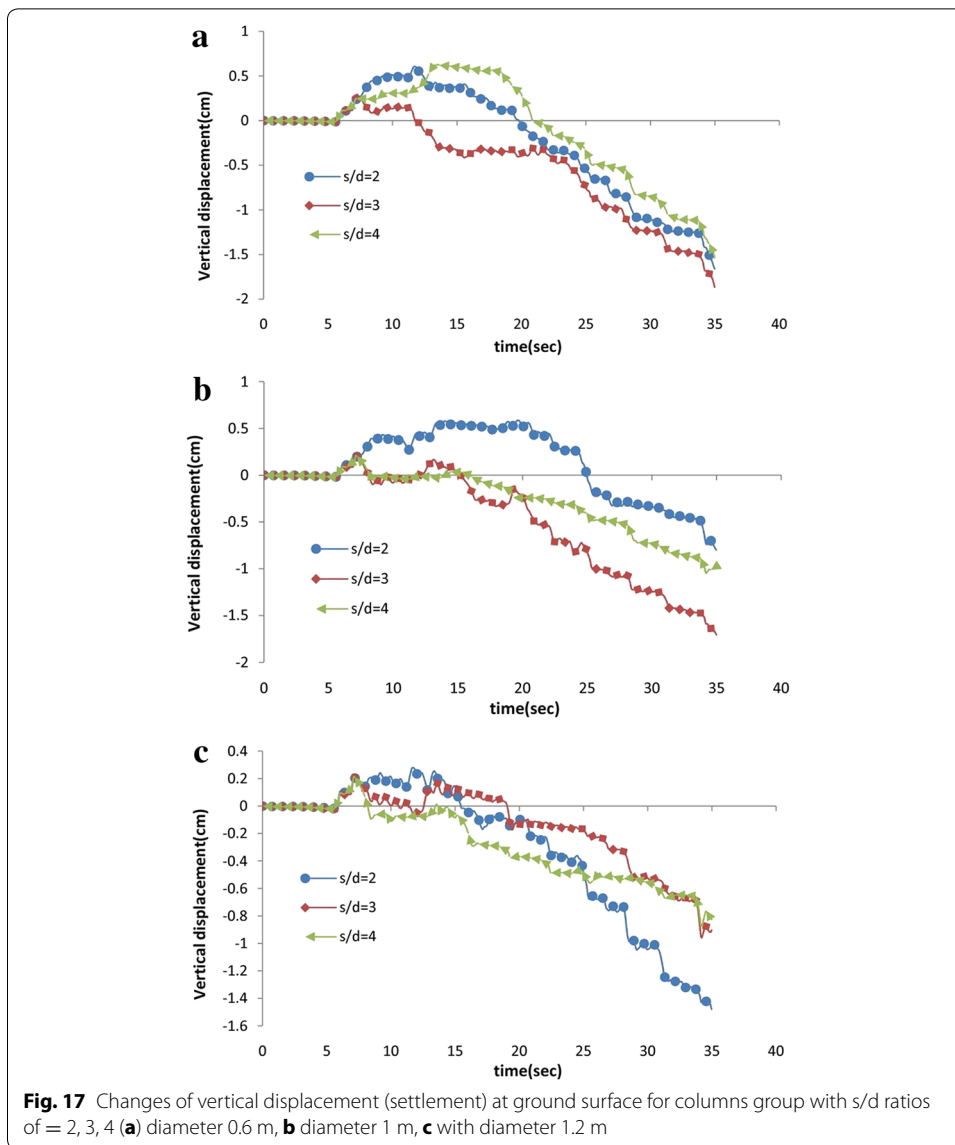 a
1
0.5
0
-0.5
-1
-1.5
-2
Vertical displacement(cm)
s/d=2
s/d=3
s/d=4
0 5 10 15 20 25 30 35 40
time(sec)
b
1
0.5
0
-0.5
-1
-1.5
-2
Vertical displacement(cm)
s/d=2
s/d=3
s/d=4
0 5 10 15 20 25 30 35 40
time(sec)
c
0.4
0.2
0
-0.2
-0.4
-0.6
-0.8
-1
-1.2
-1.4
-1.6
Vertical displacement(cm)
s/d=2
s/d=3
s/d=4
0 5 10 15 20 25 30 35 40
time(sec)
Fig. 17 Changes of vertical displacement (settlement) at ground surface for columns group with s/d ratios
of = 2, 3, 4 (a) diameter 0.6 m, b diameter 1 m, c with diameter 1.2 m